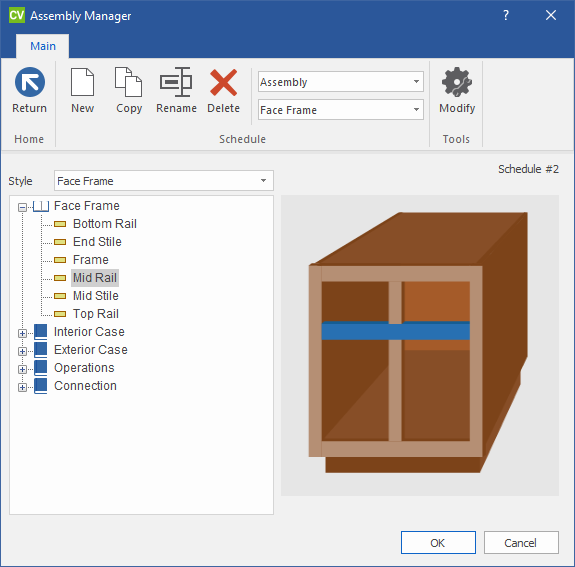 CV Assembly Manager ?
Main
Return New Copy Rename Delete Assembly Face Frame Modify
Home Schedule Tools
Schedule #2
Style Face Frame
Face Frame
Bottom Rail
End Stile
Frame
Mid Rail
Mid Stile
Top Rail
Interior Case
Exterior Case
Operations
Connection
OK Cancel